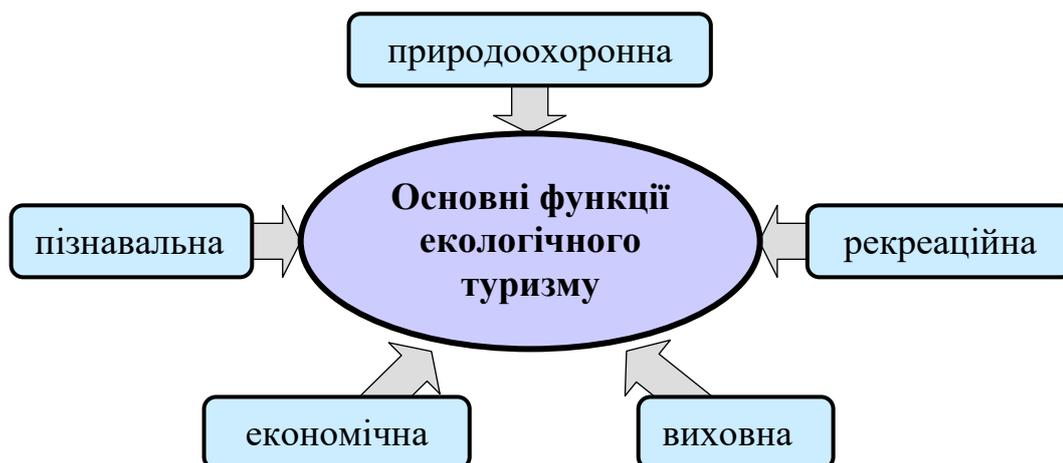 природоохоронна
Основні функції
екологічного
туризму
пізнавальна
рекреаційна
економічна
виховна